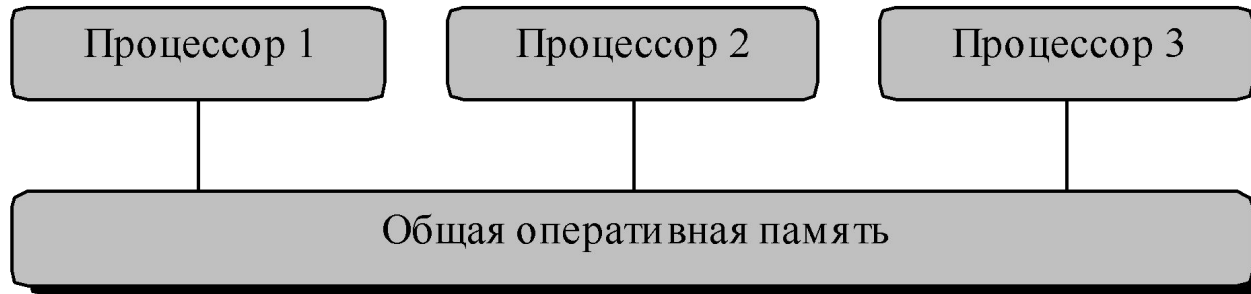 Процессор 1
Процессор 2
Процессор 3
Общая оперативная память